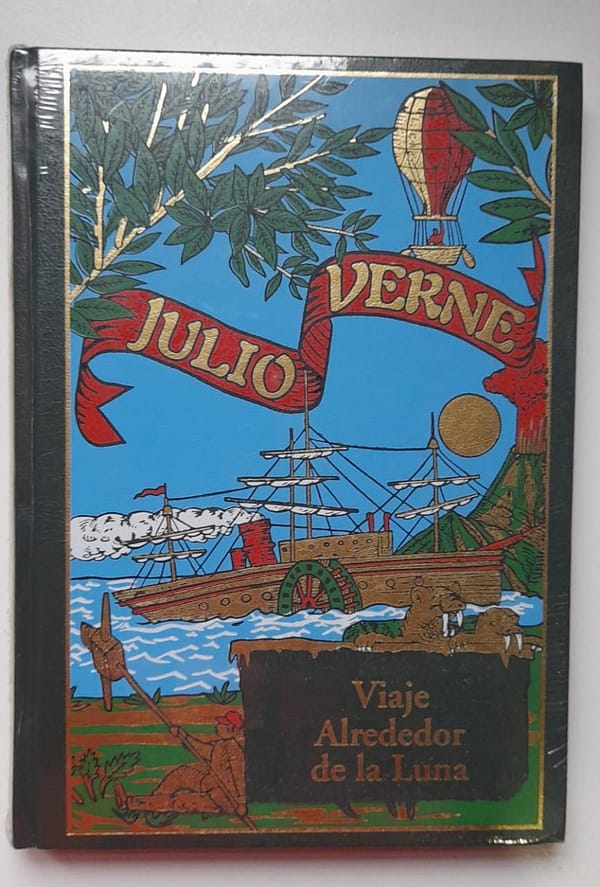 JULIO VERNE
Viaje
Alrededor
de la Luna